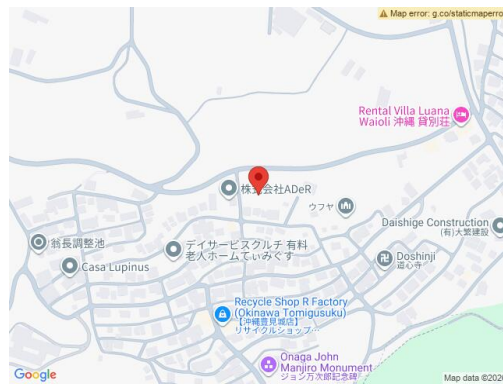 Map error: g.co/staticmaperro
Rental Villa Luana
Waioli 沖縄 貸別荘
株式会社ADeR
ウフヤ
Daishige Construction
(有)大繁建設
翁長調整池
デイサービスクルチ 有料
老人ホームてぃみぐす
Doshinji
道心寺
Casa Lupinus
Recycle Shop R Factory
(Okinawa Tomigusuku)
【沖縄豊見城店】
リサイクルショップ…
Onaga John
Manjiro Monument
ジョン万次郎記念碑
Google
Map data ©202